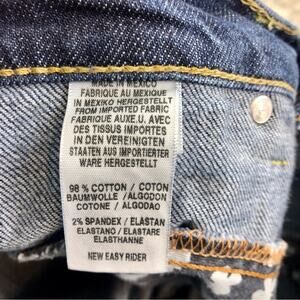 MADE IN MEXICO
FABRIQUE AU MEXIQUE
IN MEXIKO HERGESTELLT
FROM IMPORTED FABRIC
FABRIQUE AUX.E.U. AVEC
DES TISSUS IMPORTES
IN DEN VEREINIGTEN
STAATEN AUS IMPORTIERTER
WARE HERGESTELLT
98 % COTTON / COTON
BAUMWOLLE / ALGODON
COTONE / ALGODAO
2% SPANDEX / ELASTAN
ELASTANO / ELASTARE
ELASTHANNE
NEW EASY RIDER